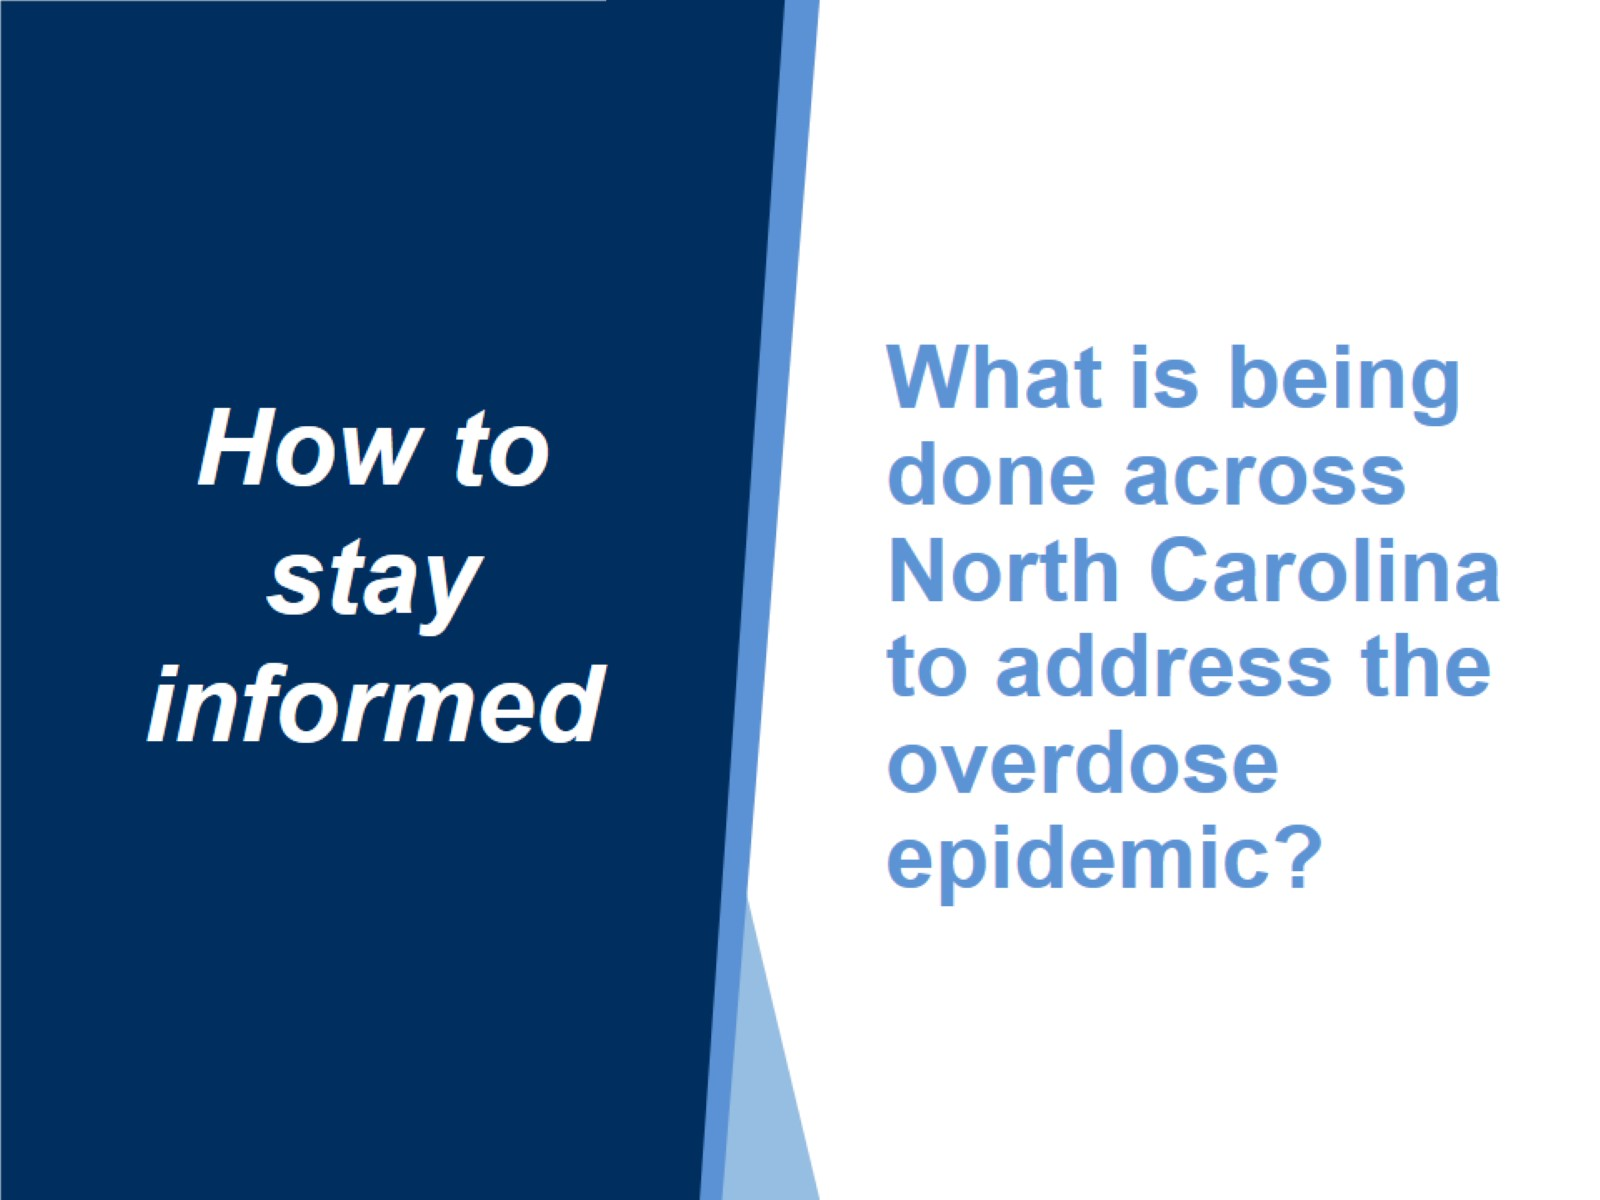 How to
stay
informed
What is being
done across
North Carolina
to address the
overdose
epidemic?